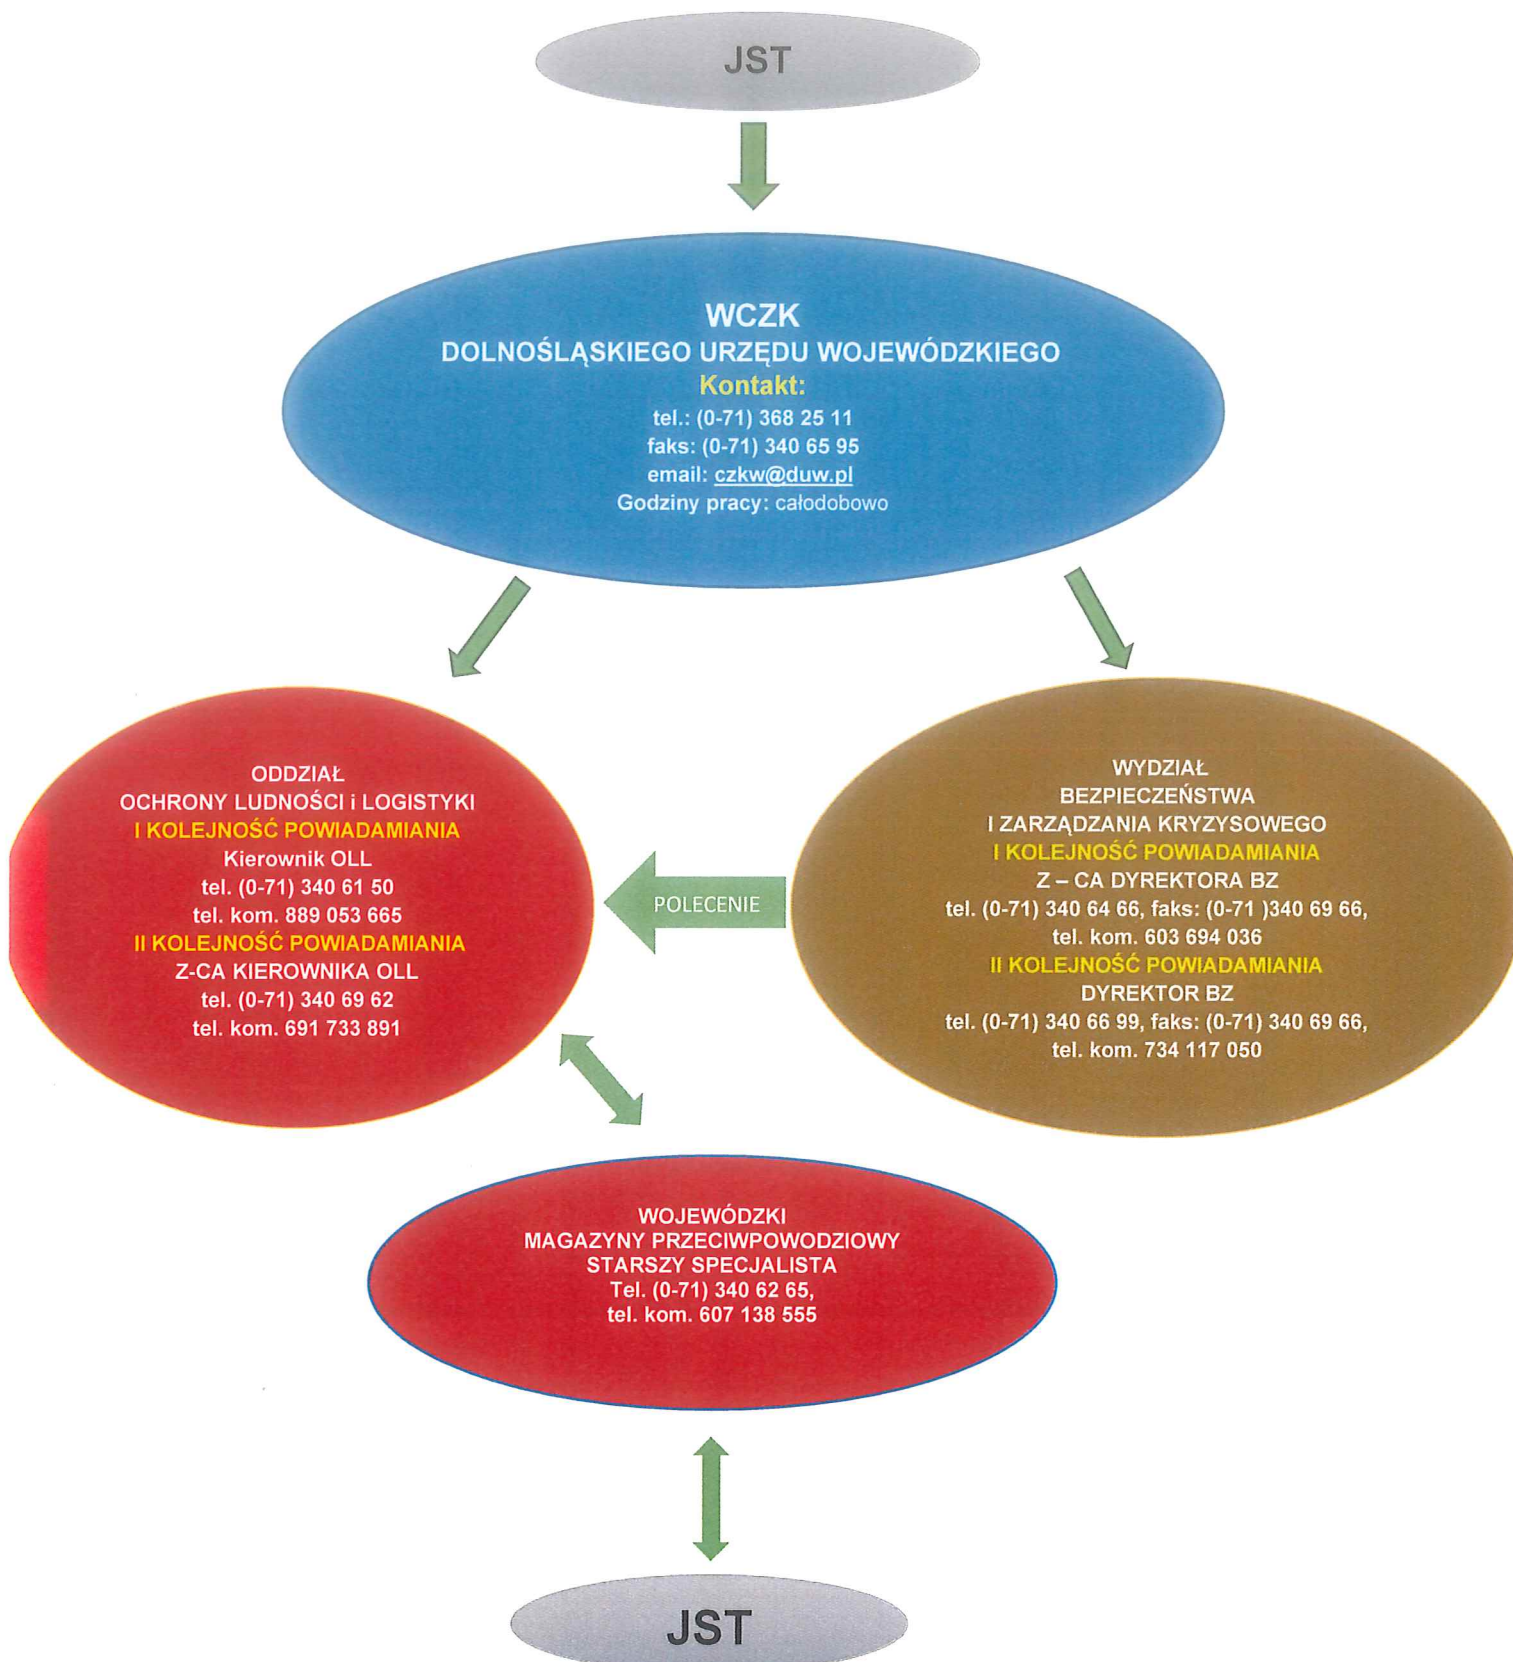 JST
WCZK
DOLNOŚLĄSKIEGO URZĘDU WOJEWÓDZKIEGO
Kontakt:
tel.: (0-71) 368 25 11
faks: (0-71) 340 65 95
email: czkw@duw.pl
Godziny pracy: całodobowo
ODDZIAŁ
OCHRONY LUDNOŚCI i LOGISTYKI
I KOLEJNOŚĆ POWIADAMIANIA
Kierownik OLL
tel. (0-71) 340 61 50
tel. kom. 889 053 665
II KOLEJNOŚĆ POWIADAMIANIA
Z-CA KIEROWNIKA OLL
tel. (0-71) 340 69 62
tel. kom. 691 733 891
POLECENIE
WYDZIAŁ
BEZPIECZEŃSTWA
I ZARZĄDZANIA KRYZYSOWEGO
I KOLEJNOŚĆ POWIADAMIANIA
Z – CA DYREKTORA BZ
tel. (0-71) 340 64 66, faks: (0-71 )340 69 66,
tel. kom. 603 694 036
II KOLEJNOŚĆ POWIADAMIANIA
DYREKTOR BZ
tel. (0-71) 340 66 99, faks: (0-71) 340 69 66,
tel. kom. 734 117 050
WOJEWÓDZKI
MAGAZYNY PRZECIWPOWODZIOWY
STARSZY SPECJALISTA
Tel. (0-71) 340 62 65,
tel. kom. 607 138 555
JST